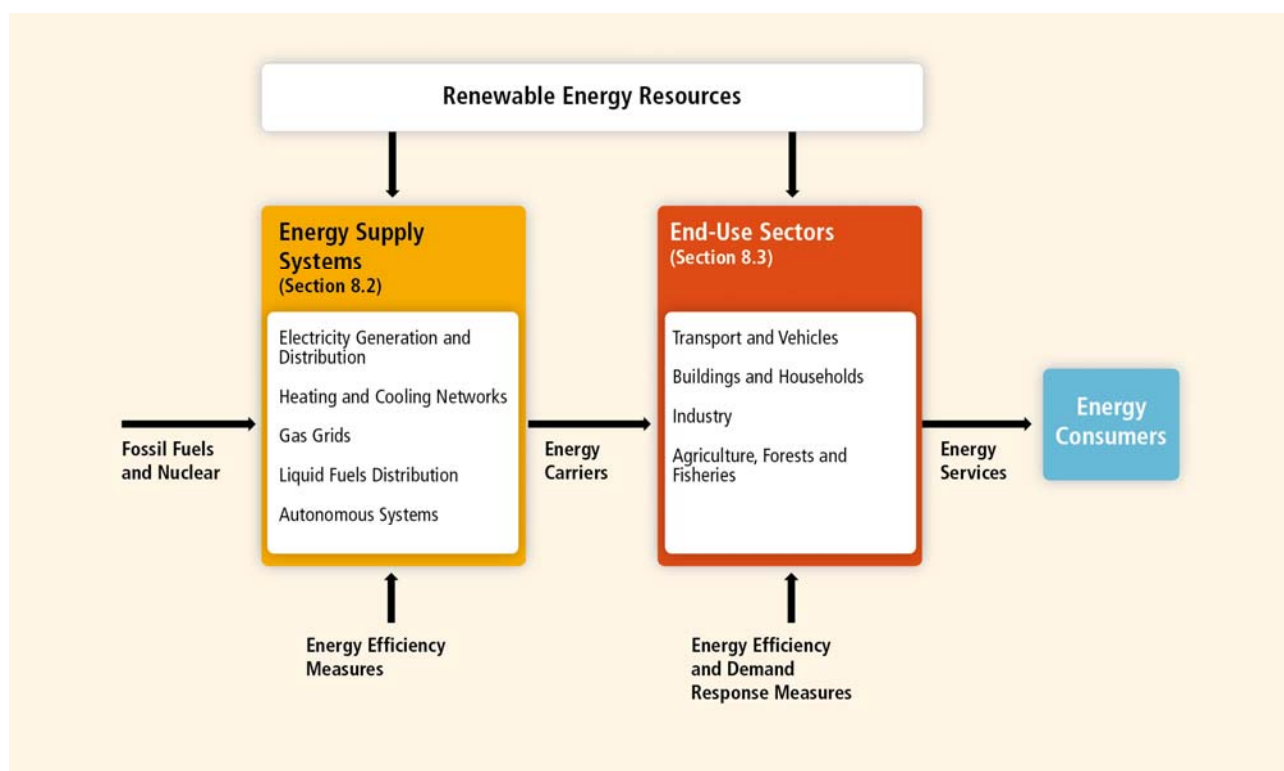 Renewable Energy Resources
Energy Supply
Systems
(Section 8.2)
Electricity Generation and
Distribution
Heating and Cooling Networks
Gas Grids
Liquid Fuels Distribution
Autonomous Systems
End-Use Sectors
(Section 8.3)
Transport and Vehicles
Buildings and Households
Industry
Agriculture, Forests and
Fisheries
Energy
Consumers
Fossil Fuels
and Nuclear
Energy
Carriers
Energy
Services
Energy Efficiency
Measures
Energy Efficiency
and Demand
Response Measures